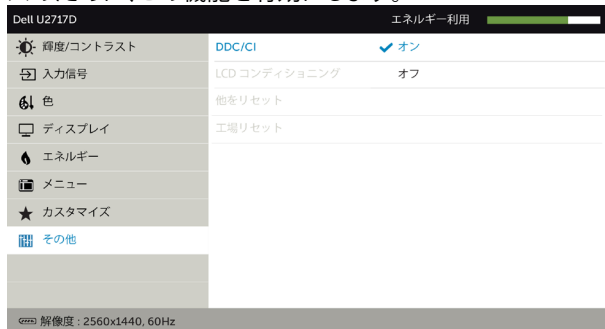 Dell U2717D エネルギー利用
輝度/コントラスト DDC/CI オン
入力信号 LCD コンディショニング オフ
色 他をリセット
ディスプレイ 工場リセット
エネルギー
メニュー
カスタマイズ
その他
解像度 : 2560x1440, 60Hz